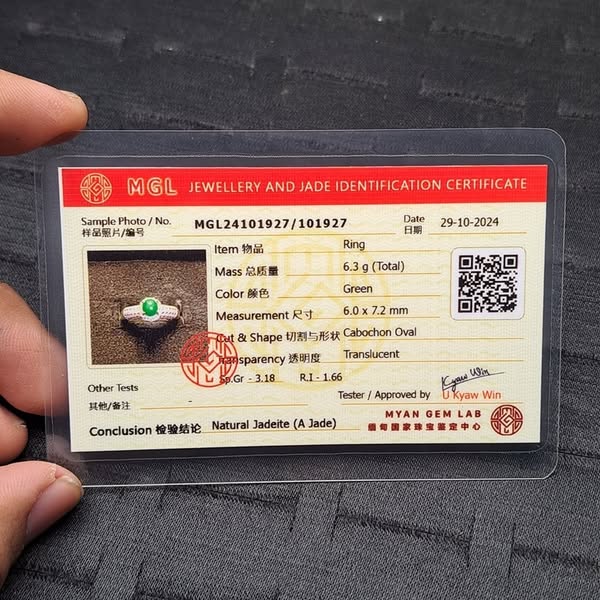 MGL JEWELLERY AND JADE IDENTIFICATION CERTIFICATE
Sample Photo / No. MGL24101927/101927 Date 29-10-2024
样品照片/编号 日期
Item 物品 Ring
Mass 总质量 6.3 g (Total)
Color 颜色 Green
Measurement 尺寸 6.0 x 7.2 mm
Cut & Shape 切割与形状 Cabochon Oval
Transparency 透明度 Translucent
Sp.Gr - 3.18 R.I - 1.66
Kyaw Win
Other Tests Tester / Approved by U Kyaw Win
其他/备注 -
MYAN GEM LAB
Conclusion 检验结论 Natural Jadeite (A Jade) 缅甸国家珠宝鉴定中心